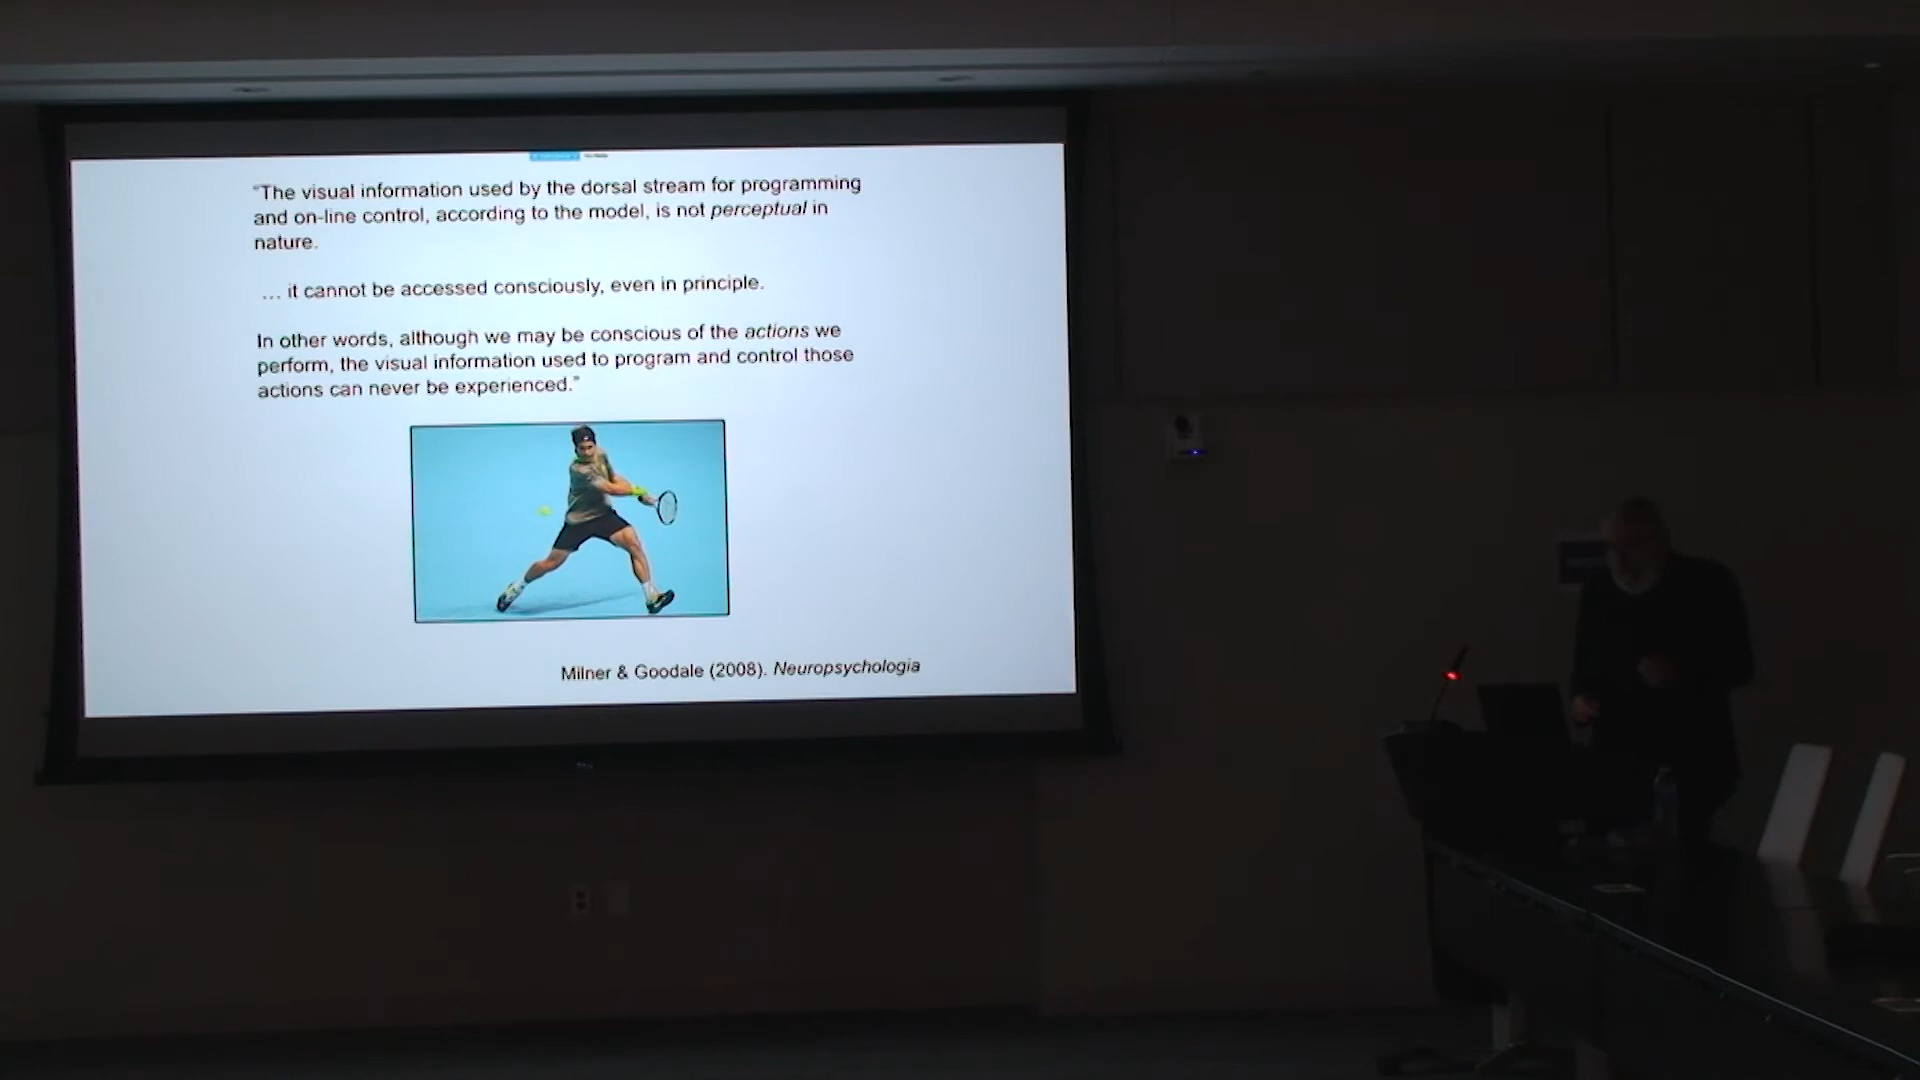 “The visual information used by the dorsal stream for programming
and on-line control, according to the model, is not perceptual in
nature.
… it cannot be accessed consciously, even in principle.
In other words, although we may be conscious of the actions we
perform, the visual information used to program and control those
actions can never be experienced.”
Milner & Goodale (2008). Neuropsychologia